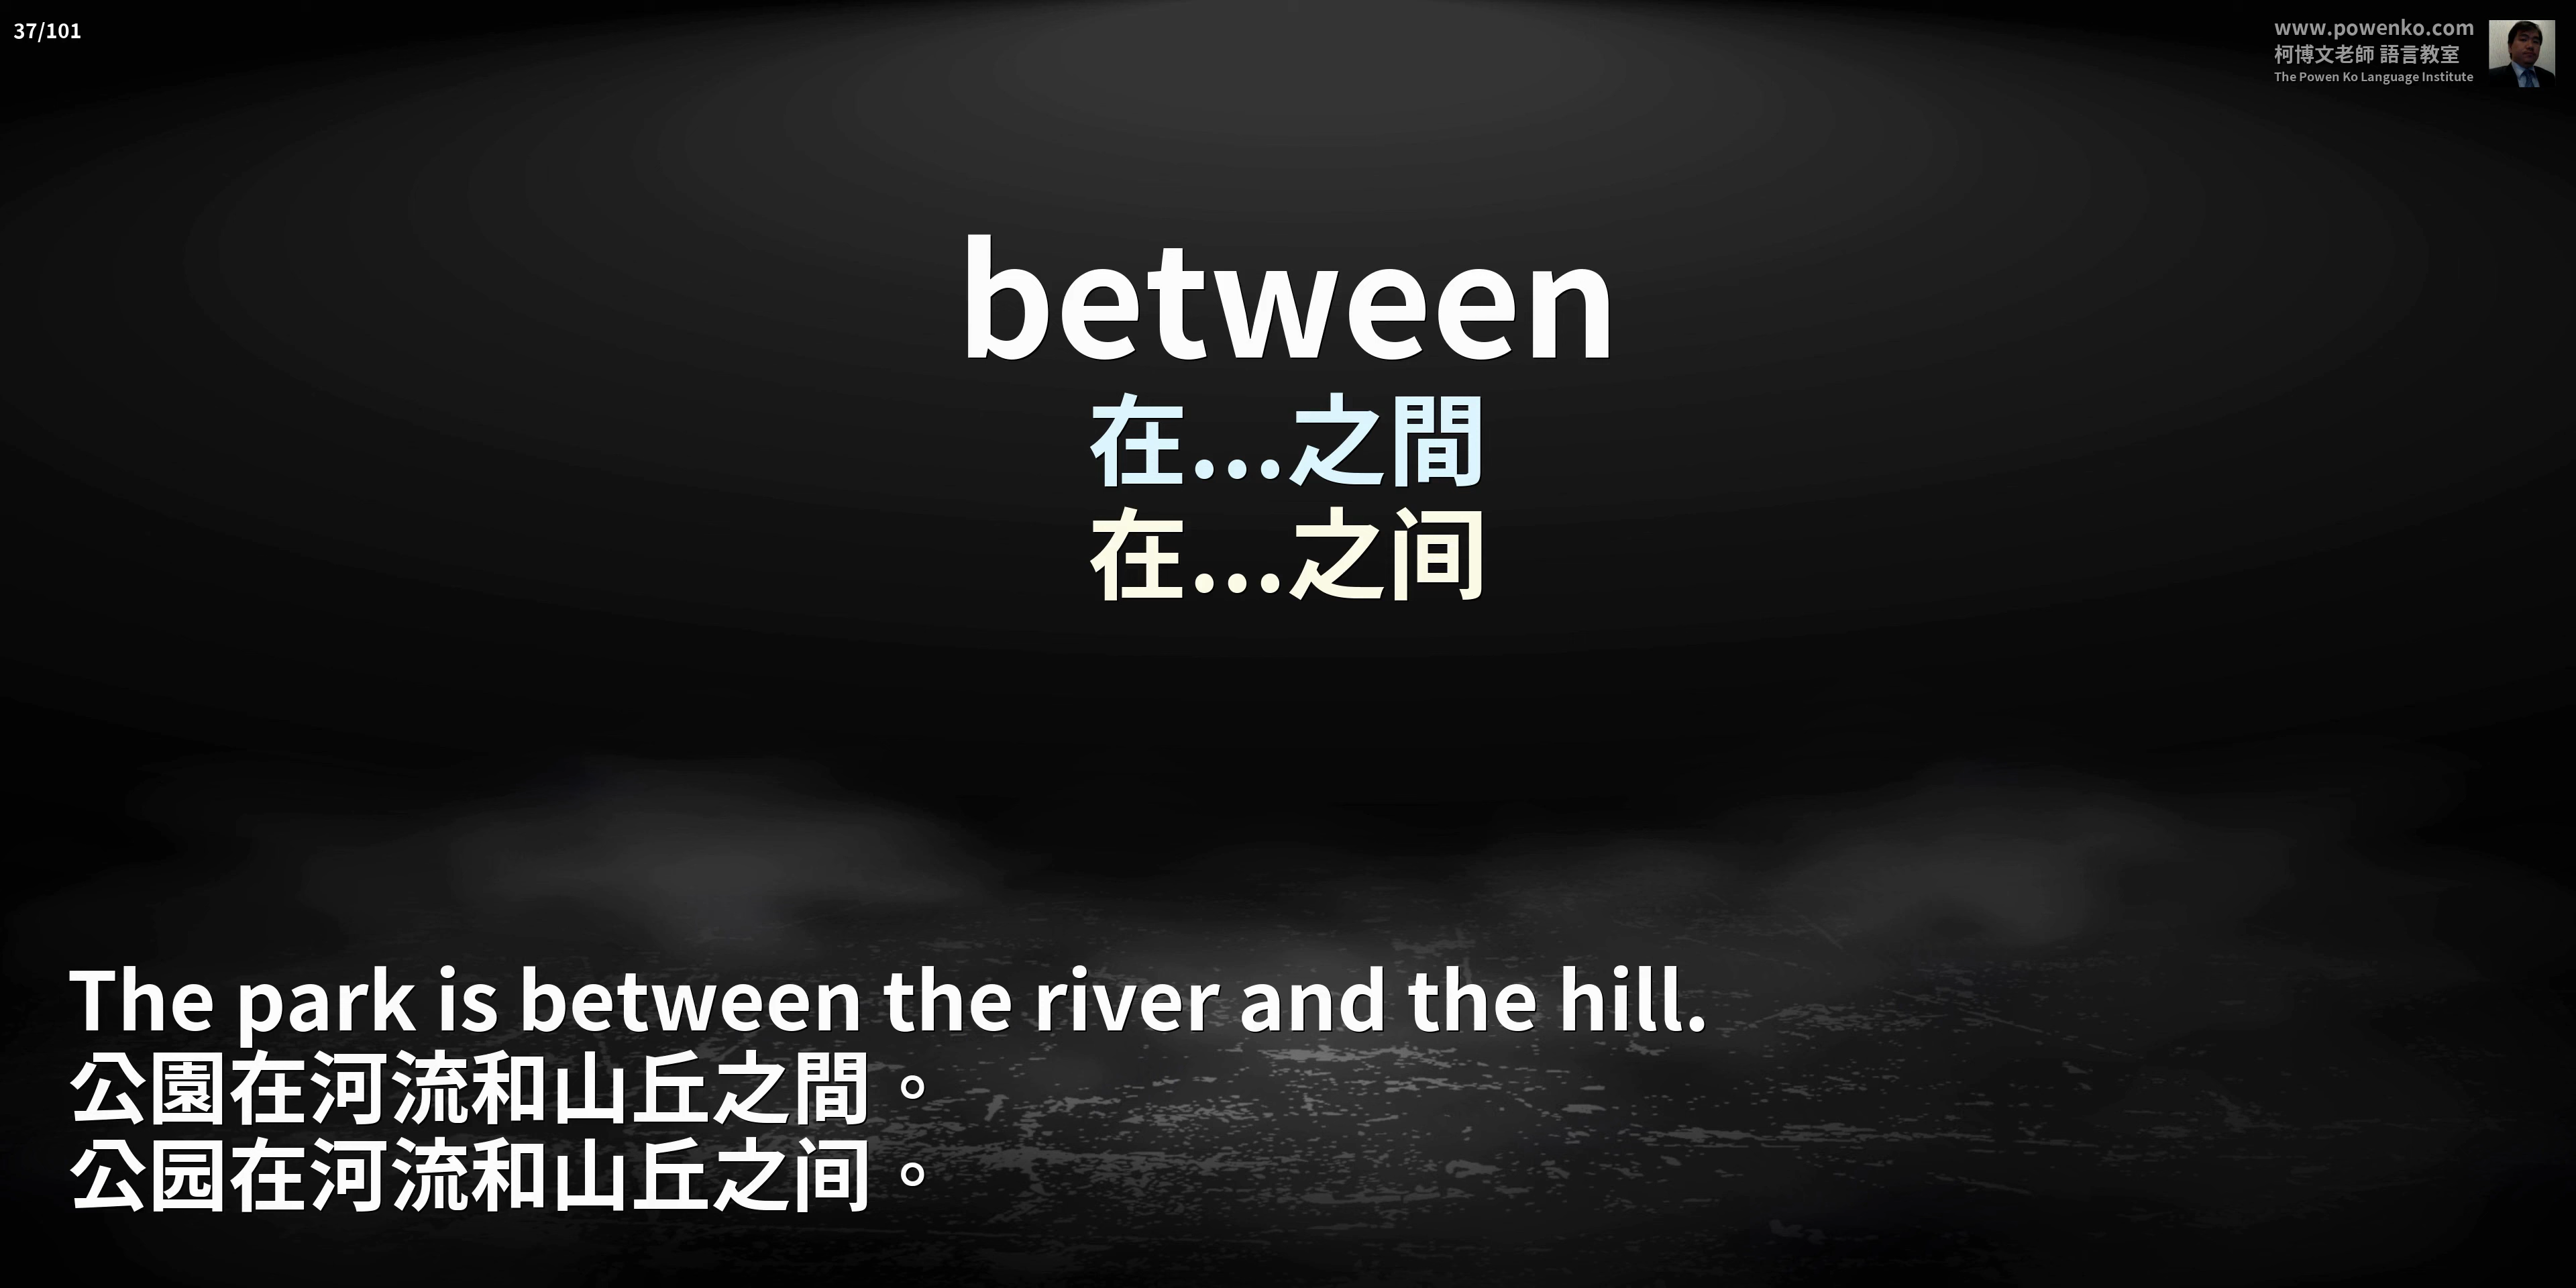 37/101
www.powenko.com
柯博文老師 語言教室
The Powen Ko Language Institute
between
在...之間
在...之间
The park is between the river and the hill.
公園在河流和山丘之間。
公园在河流和山丘之间。